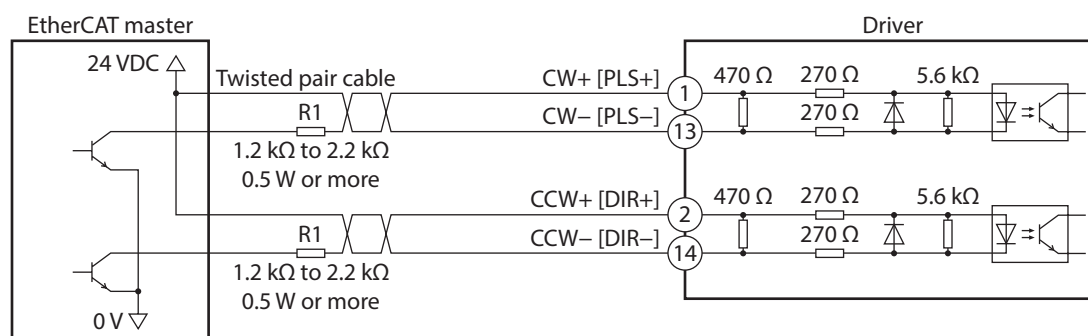 EtherCAT master
Driver
24 VDC
Twisted pair cable
CW+ [PLS+]
1
470 Ω
270 Ω
5.6 kΩ
R1
CW− [PLS−]
13
270 Ω
1.2 kΩ to 2.2 kΩ
0.5 W or more
CCW+ [DIR+]
2
470 Ω
270 Ω
5.6 kΩ
R1
CCW− [DIR−]
14
270 Ω
1.2 kΩ to 2.2 kΩ
0.5 W or more
0 V